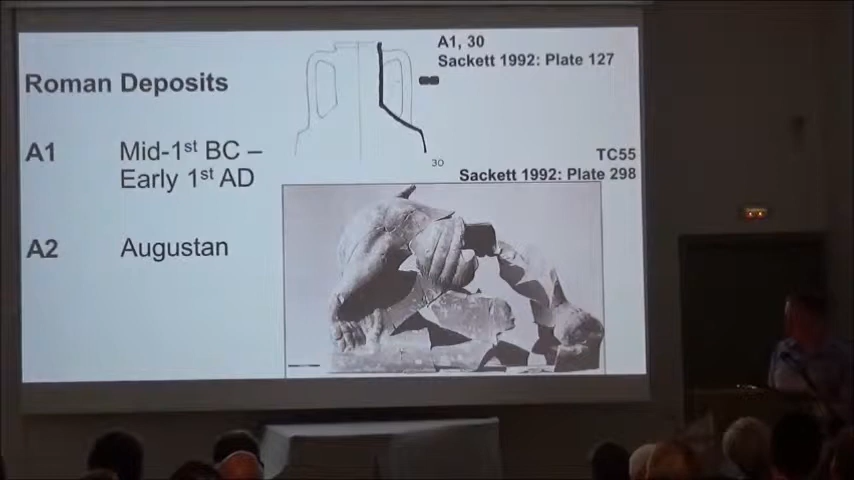 Roman Deposits
A1 Mid-1st BC –
Early 1st AD
A2 Augustan
A1, 30
Sackett 1992: Plate 127
30
TC55
Sackett 1992: Plate 298